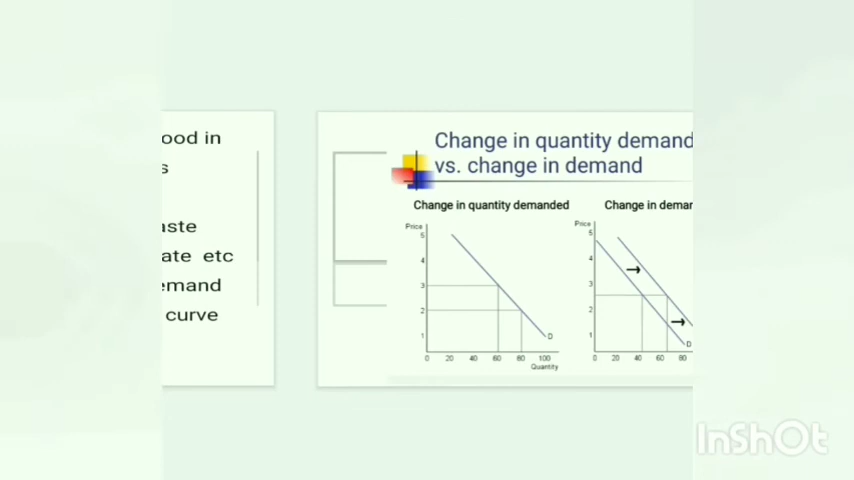 ood in
s
aste
ate etc
emand
curve
Change in quantity demand
vs. change in demand
Change in quantity demanded
Price
5
4
3
2
1
D
0 20 40 60 80 100
Quantity
Change in demar
Price
5
4
3
2
1
D
0 20 40 60 80
InShOt